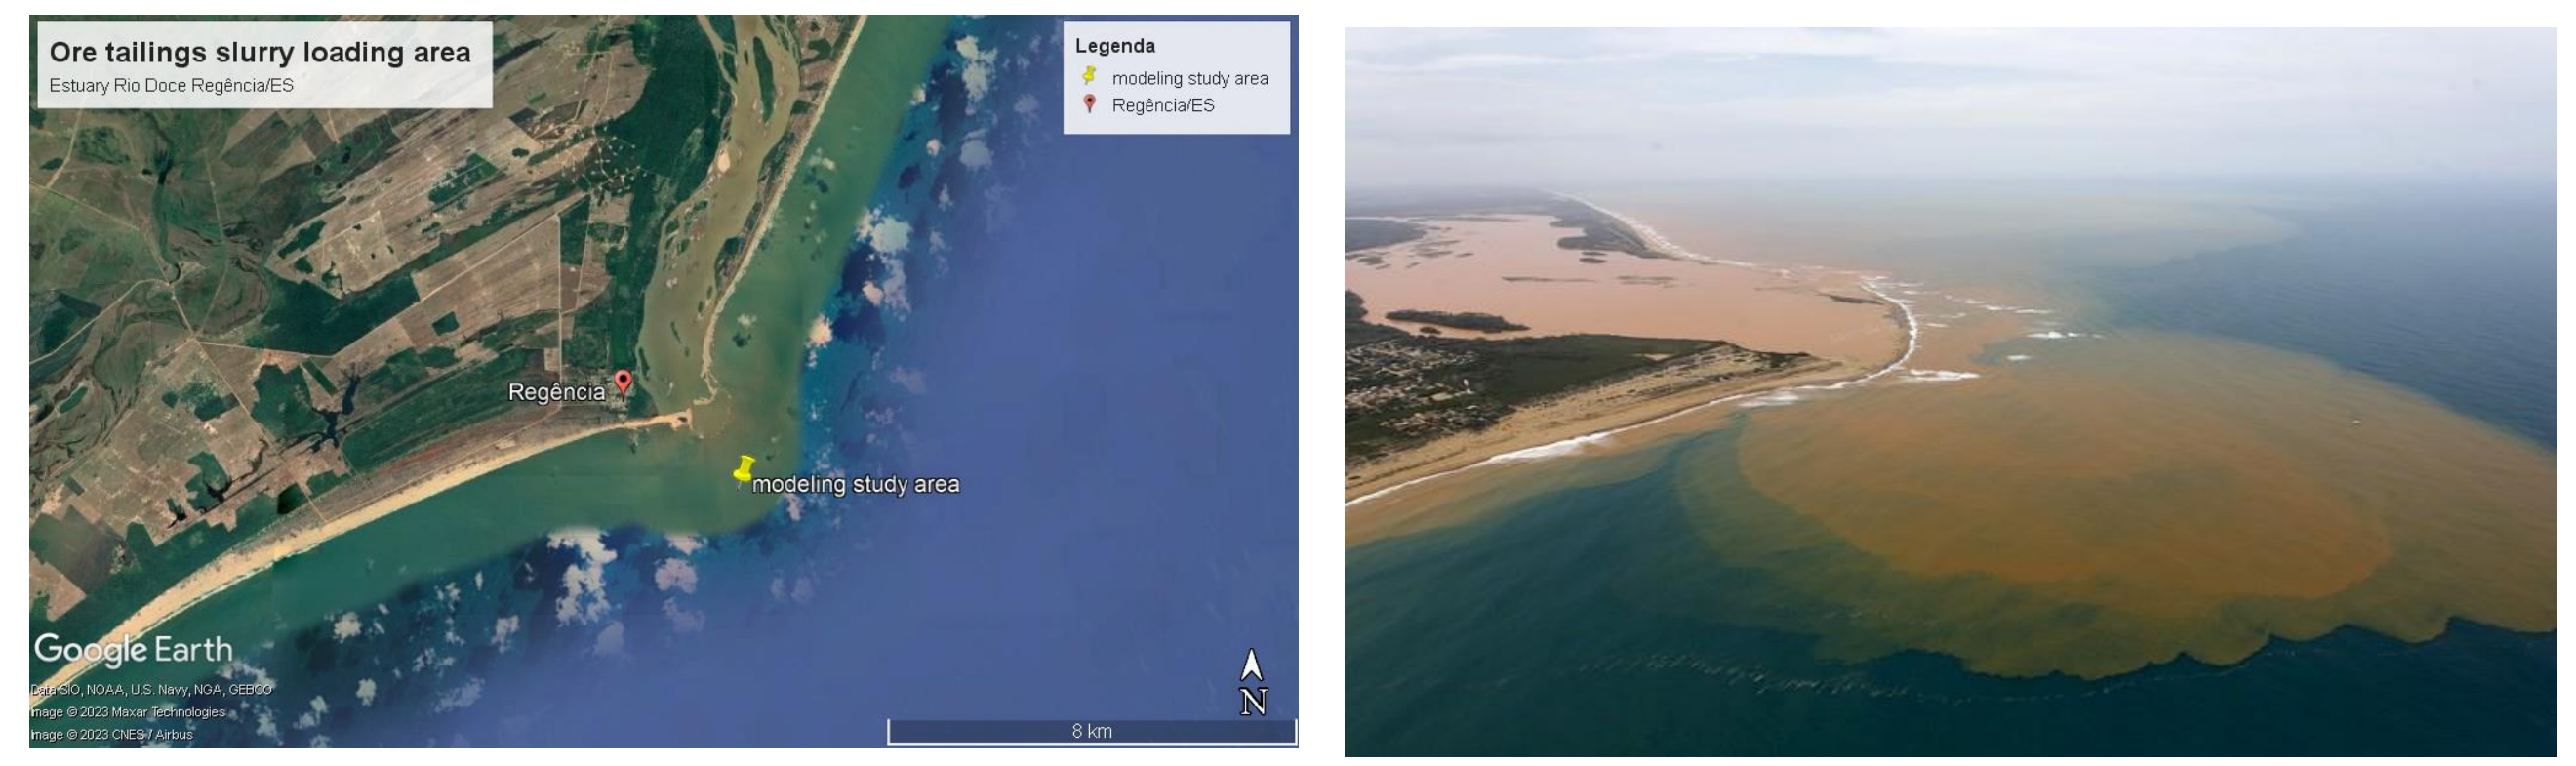 Ore tailings slurry loading area
Estuary Rio Doce Regência/ES
Legenda
modeling study area
Regência/ES
Regência
modeling study area
Google Earth
Data SIO, NOAA, U.S. Navy, NGA, GEBCO
Image © 2023 Maxar Technologies
Image © 2023 CNES / Airbus
N
8 km